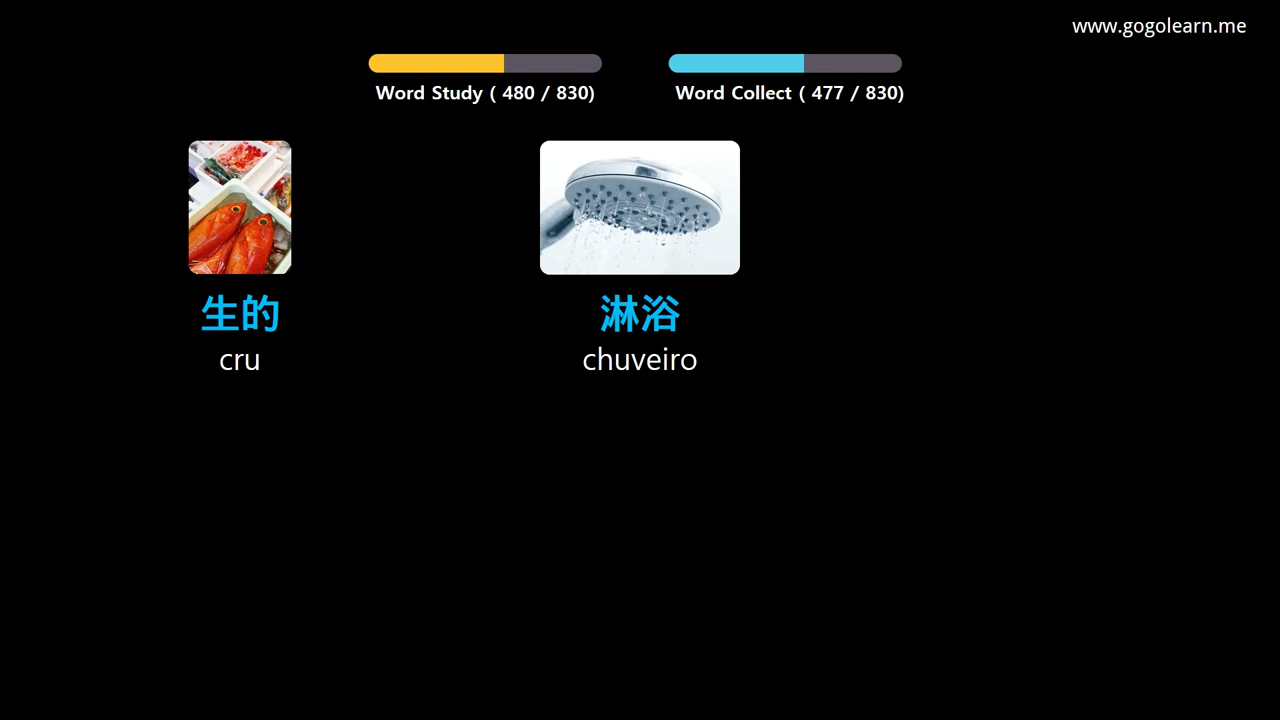 www.gogolearn.me
Word Study ( 480 / 830)
Word Collect ( 477 / 830)
生的
cru
淋浴
chuveiro